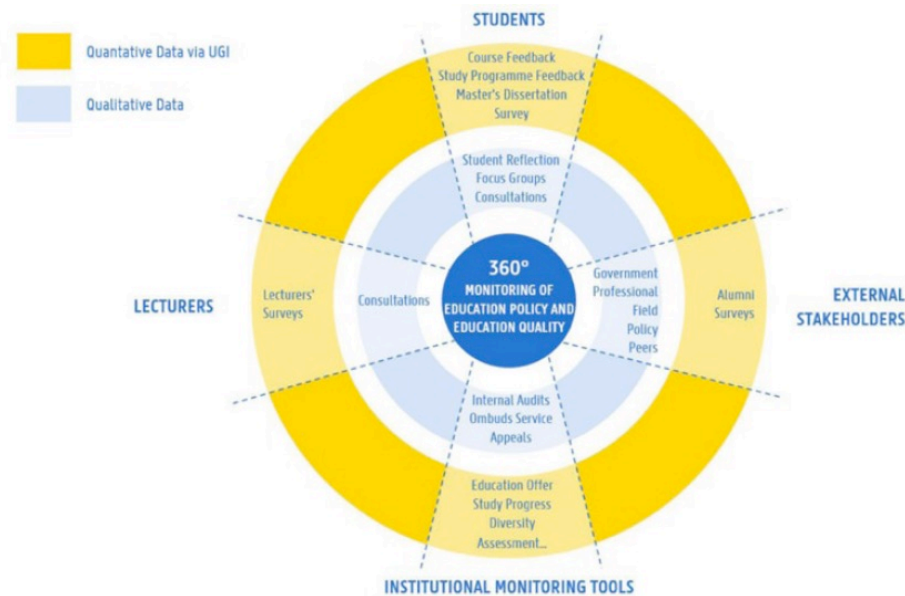 STUDENTS
Quantative Data via UGI
Qualitative Data
Course Feedback
Study Programme Feedback
Master's Dissertation
Survey
Student Reflection
Focus Groups
Consultations
LECTURERS
Lecturers'
Surveys
Consultations
360°
MONITORING OF
EDUCATION POLICY AND
EDUCATION QUALITY
Government
Professional
Field
Policy
Peers
Alumni
Surveys
EXTERNAL
STAKEHOLDERS
Internal Audits
Ombuds Service
Appeals
Education Offer
Study Progress
Diversity
Assessment...
INSTITUTIONAL MONITORING TOOLS